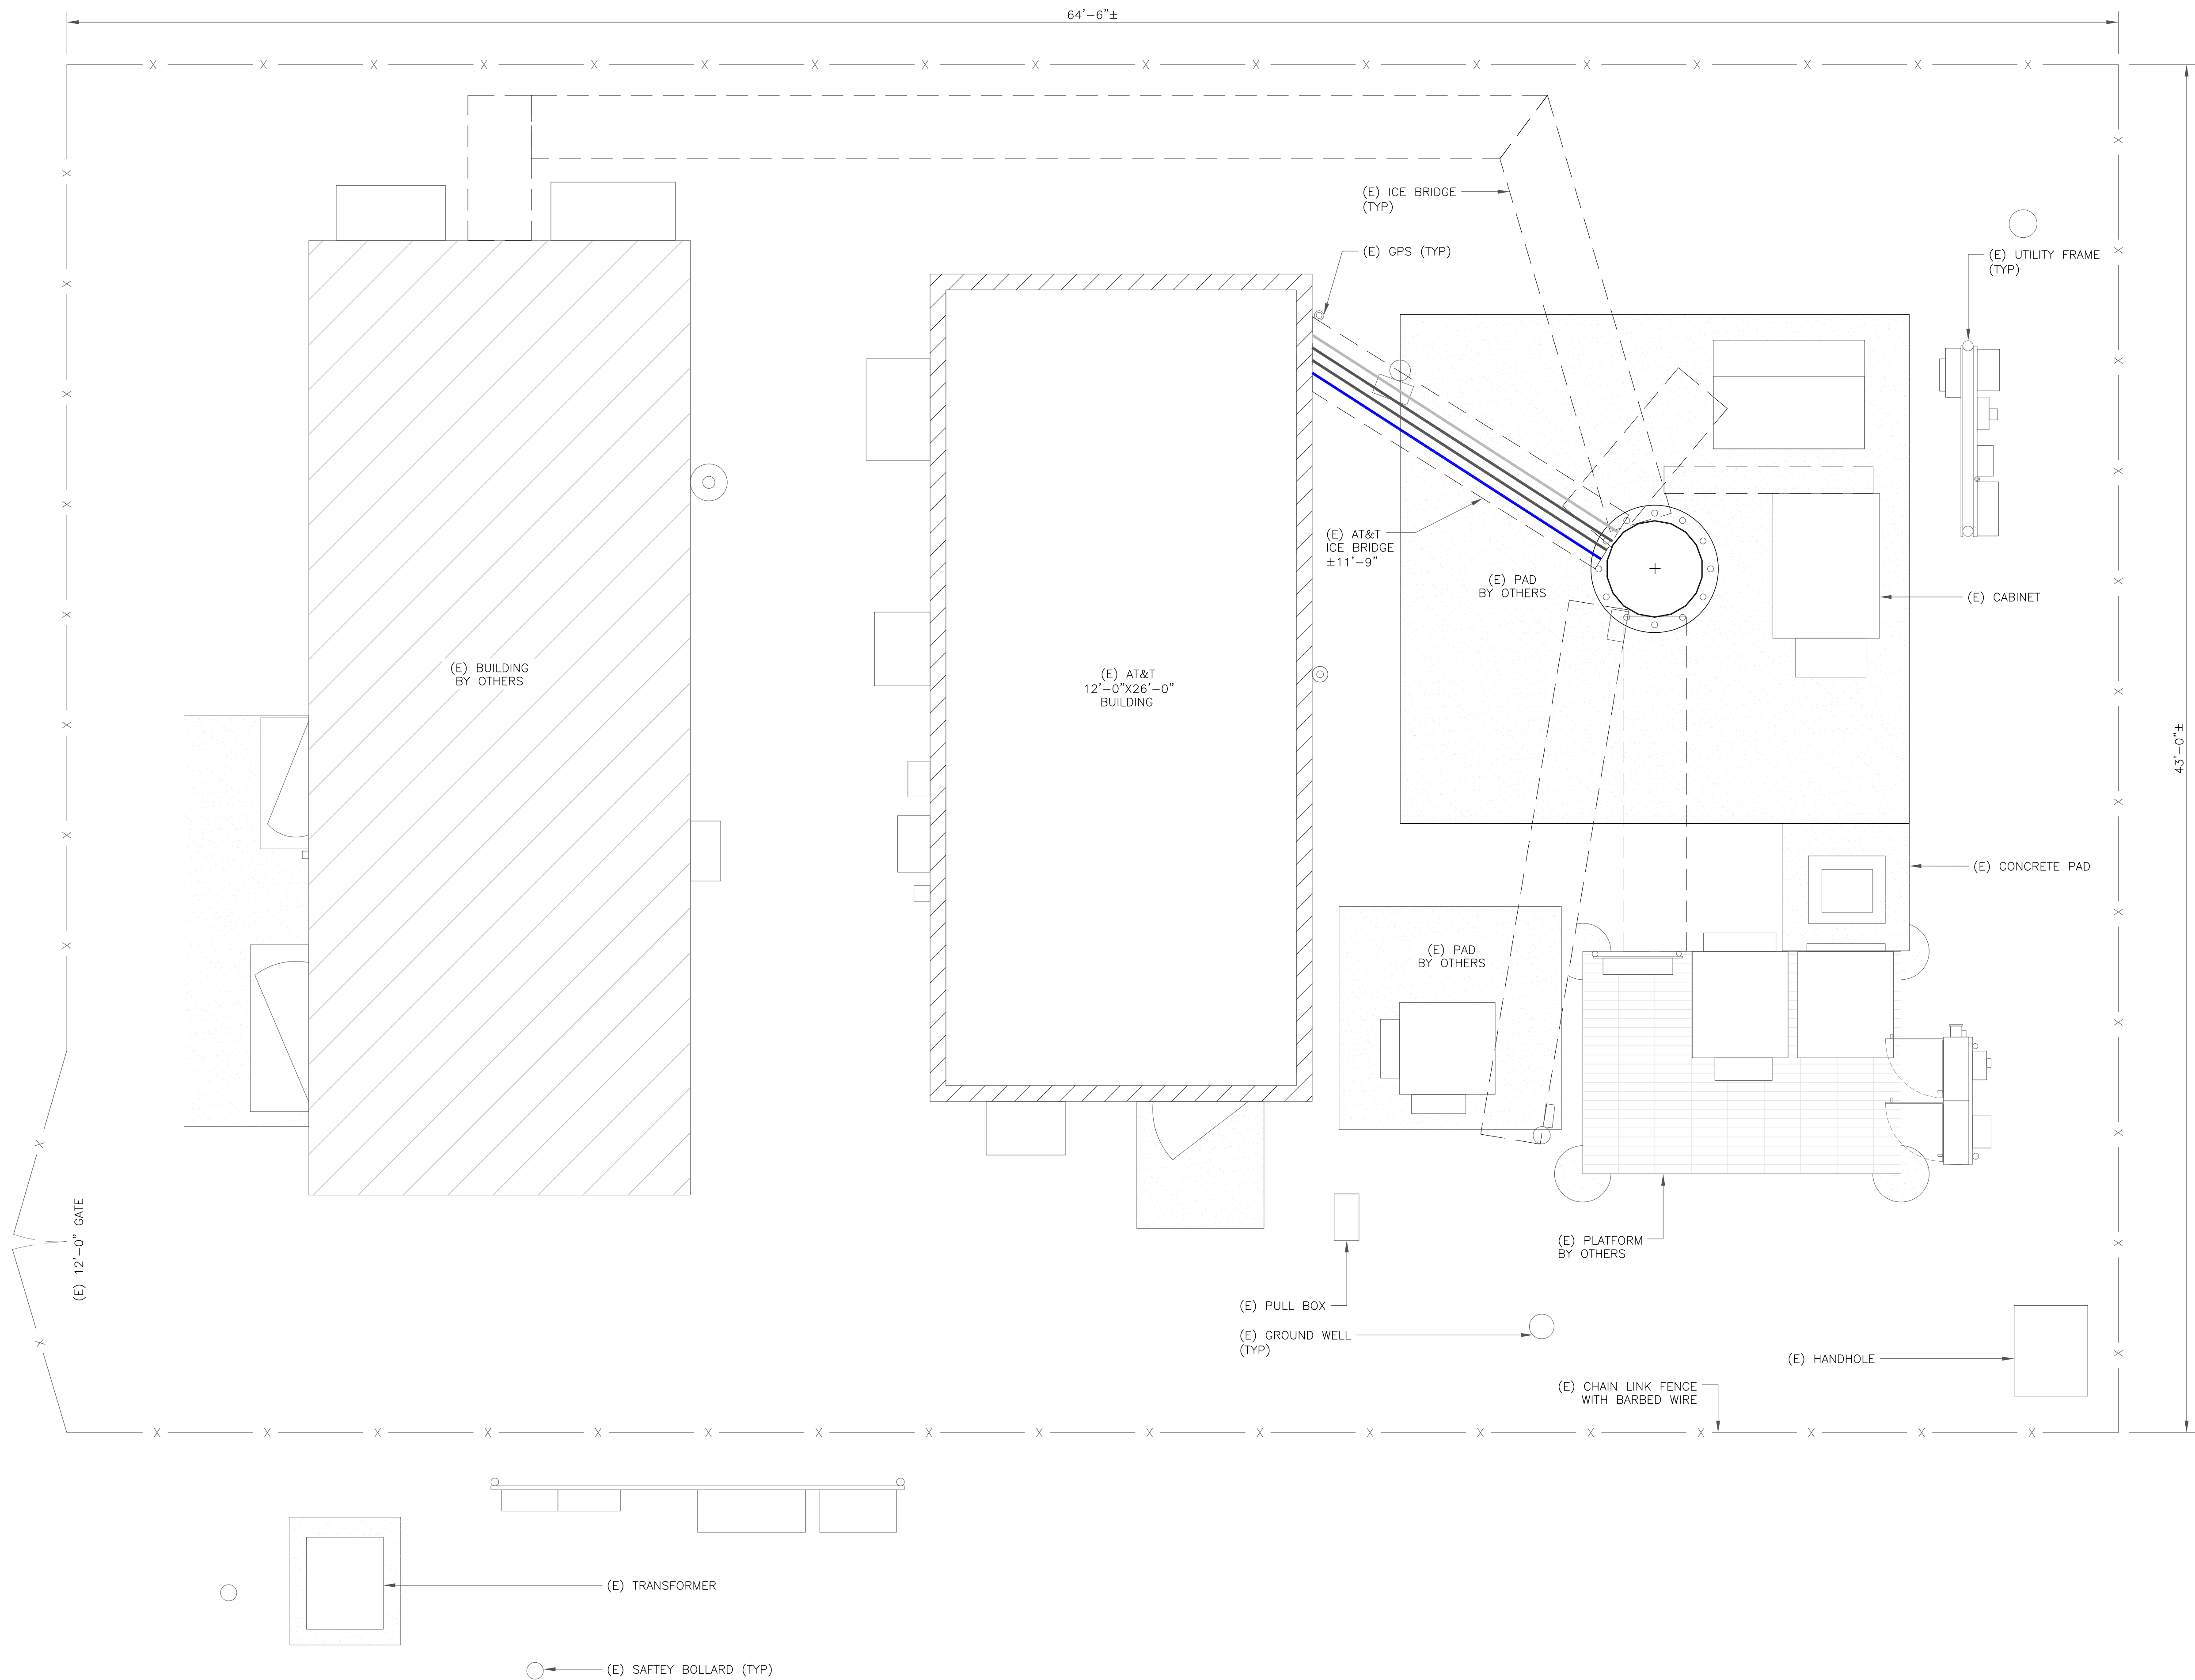 64'-6"±
(E) ICE BRIDGE
(TYP)
(E) GPS (TYP)
(E) UTILITY FRAME
(TYP)
(E) AT&T
ICE BRIDGE
±11'-9"
(E) PAD
BY OTHERS
(E) CABINET
(E) BUILDING
BY OTHERS
(E) AT&T
12'-0"X26'-0"
BUILDING
43'-0"±
(E) CONCRETE PAD
(E) PAD
BY OTHERS
(E) 12'-0" GATE
(E) PLATFORM
BY OTHERS
(E) PULL BOX
(E) GROUND WELL
(TYP)
(E) HANDHOLE
(E) CHAIN LINK FENCE
WITH BARBED WIRE
(E) TRANSFORMER
(E) SAFTEY BOLLARD (TYP)